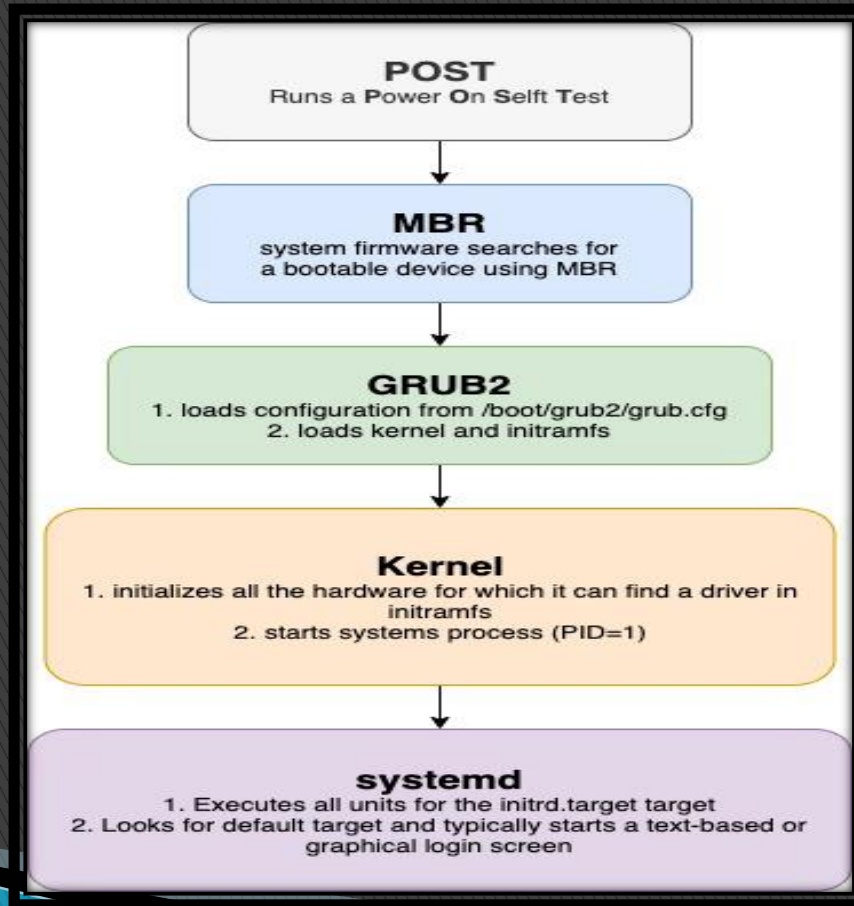 POST
Runs a Power On Selft Test
MBR
system firmware searches for
a bootable device using MBR
GRUB2
1. loads configuration from /boot/grub2/grub.cfg
2. loads kernel and initramfs
Kernel
1. initializes all the hardware for which it can find a driver in
initramfs
2. starts systems process (PID=1)
systemd
1. Executes all units for the initrd.target target
2. Looks for default target and typically starts a text-based or
graphical login screen